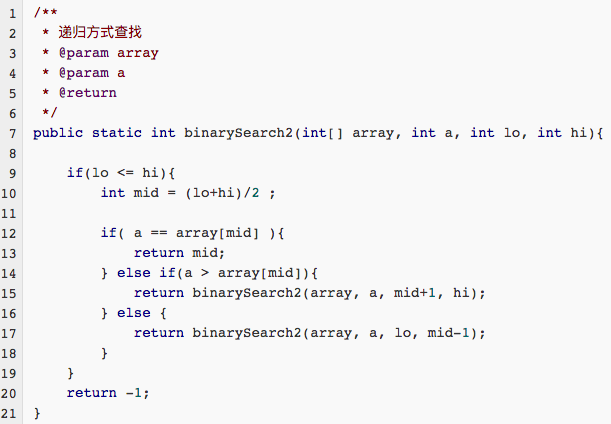 1 /**
2  * 递归方式查找
3  * @param array
4  * @param a
5  * @return
6  */
7 public static int binarySearch2(int[] array, int a, int lo, int hi){
8
9     if(lo <= hi){
10         int mid = (lo+hi)/2 ;
11
12         if( a == array[mid] ){
13             return mid;
14         } else if(a > array[mid]){
15             return binarySearch2(array, a, mid+1, hi);
16         } else {
17             return binarySearch2(array, a, lo, mid-1);
18         }
19     }
20     return -1;
21 }